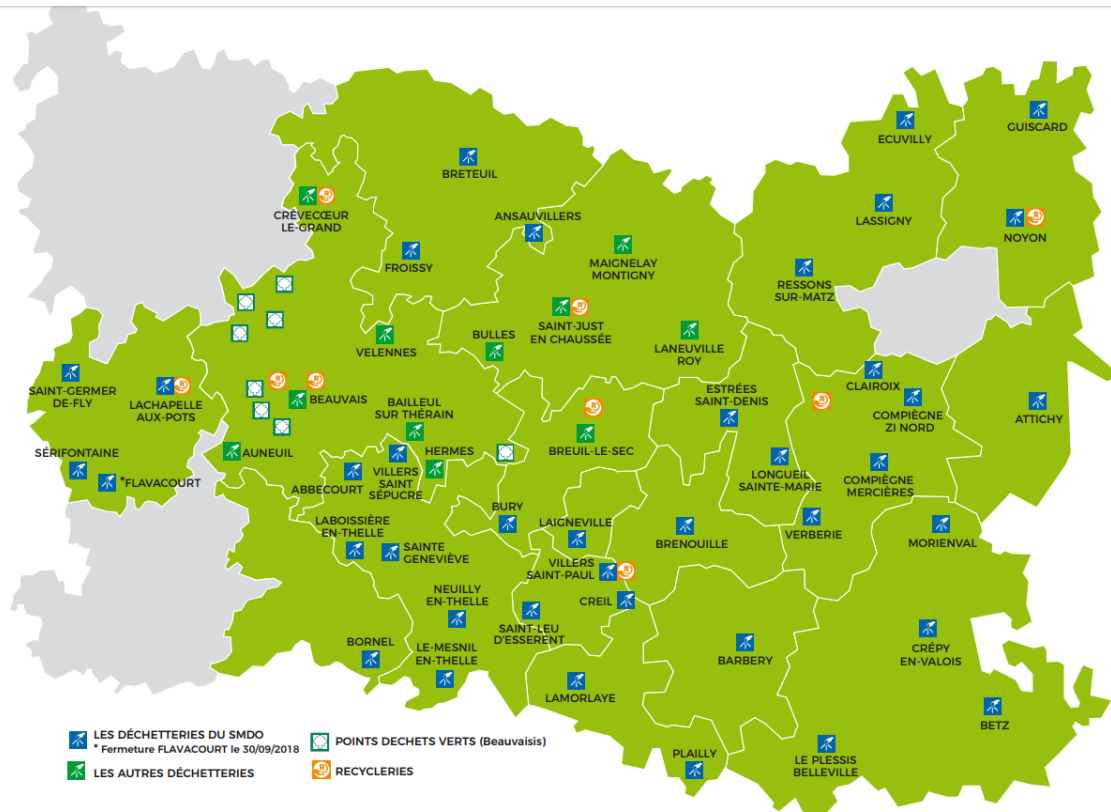 GUISCARD
ECUVILLY
BRETEUIL
LASSIGNY
CRÈVECŒUR
LE-GRAND
ANSAUVILLERS
NOYON
MAIGNELAY
MONTIGNY
FROISSY
RESSONS
SUR-MATZ
SAINT-JUST
EN CHAUSSÉE
BULLES
VELENNES
LANEUVILLE
ROY
CLAIROIX
SAINT-GERMER
DE-FLY
LACHAPELLE
AUX-POTS
BEAUVAIS
BAILLEUL
SUR THÉRAIN
ESTRÉES
SAINT-DENIS
COMPIÈGNE
ZI NORD
ATTICHY
SÉRIFONTAINE
AUNEUIL
HERMES
BREUIL-LE-SEC
*FLAVACOURT
ABBECOURT
VILLERS
SAINT
SÉPUCRE
LONGUEIL
SAINTE-MARIE
COMPIÈGNE
MERCIÈRES
BURY
LAIGNEVILLE
LABOISSIÈRE
EN-THELLE
SAINTE
GENEVIÈVE
BRENOUILLE
VERBERIE
MORIENVAL
VILLERS
SAINT-PAUL
NEUILLY
EN-THELLE
CREIL
SAINT-LEU
D'ESSERENT
BORNEL
LE-MESNIL
EN-THELLE
BARBERY
CRÉPY
EN-VALOIS
LAMORLAYE
BETZ
PLAILLY
LE PLESSIS
BELLEVILLE
LES DÉCHETTERIES DU SMDO
* Fermeture FLAVACOURT le 30/09/2018
POINTS DECHETS VERTS (Beauvaisis)
LES AUTRES DÉCHETTERIES
RECYCLERIES